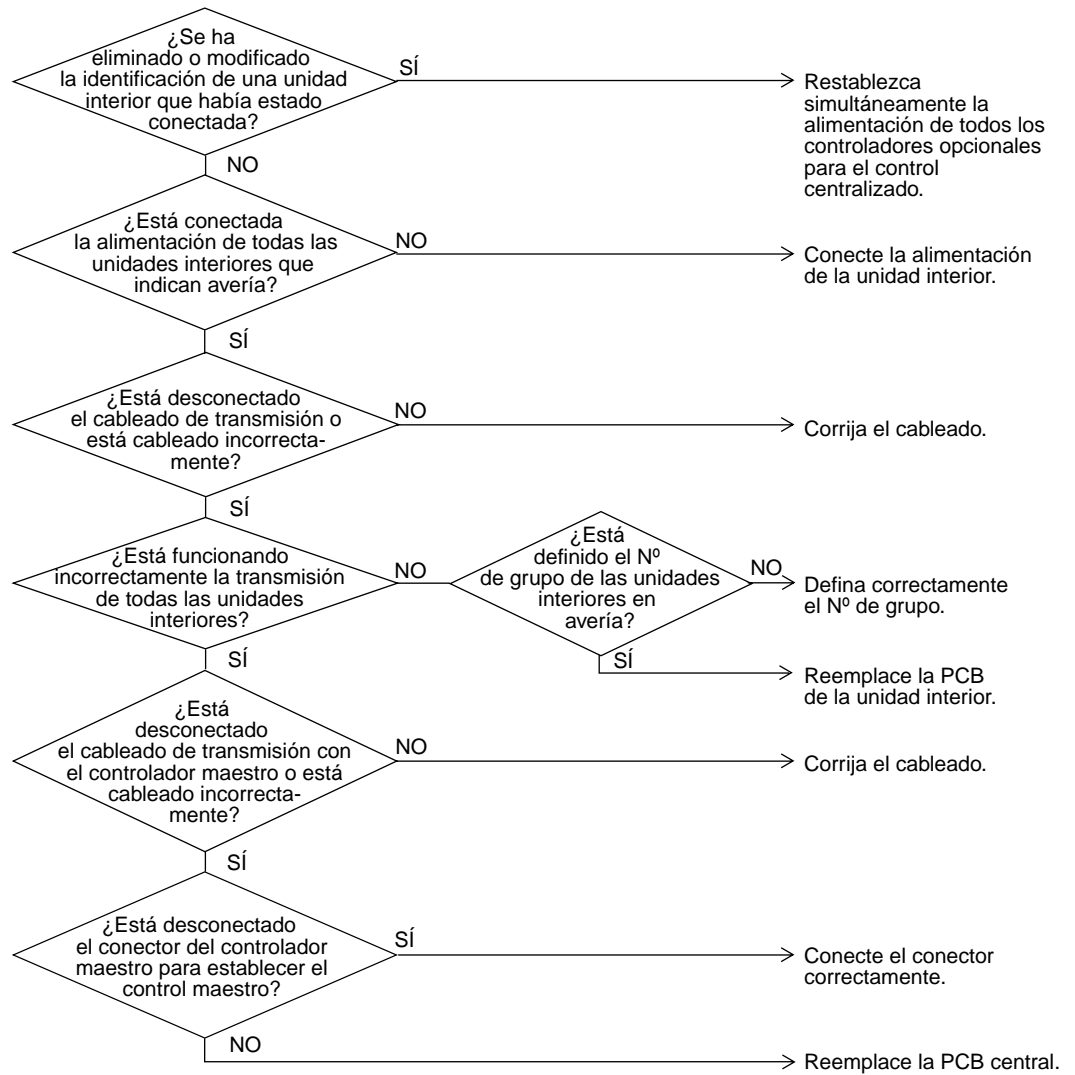 ¿Se ha
eliminado o modificado
la identificación de una unidad
interior que había estado
conectada?
SÍ
Restablezca
simultáneamente la
alimentación de todos los
controladores opcionales
para el control
centralizado.
NO
¿Está conectada
la alimentación de todas las
unidades interiores que
indican avería?
NO
Conecte la alimentación
de la unidad interior.
SÍ
¿Está desconectado
el cableado de transmisión o
está cableado incorrecta-
mente?
NO
Corrija el cableado.
SÍ
¿Está funcionando
incorrectamente la transmisión
de todas las unidades
interiores?
NO
¿Está
definido el Nº
de grupo de las unidades
interiores en
avería?
NO
Defina correctamente
el Nº de grupo.
SÍ
Reemplace la PCB
de la unidad interior.
SÍ
¿Está
desconectado
el cableado de transmisión con
el controlador maestro o está
cableado incorrecta-
mente?
NO
Corrija el cableado.
SÍ
¿Está desconectado
el conector del controlador
maestro para establecer el
control maestro?
SÍ
Conecte el conector
correctamente.
NO
Reemplace la PCB central.